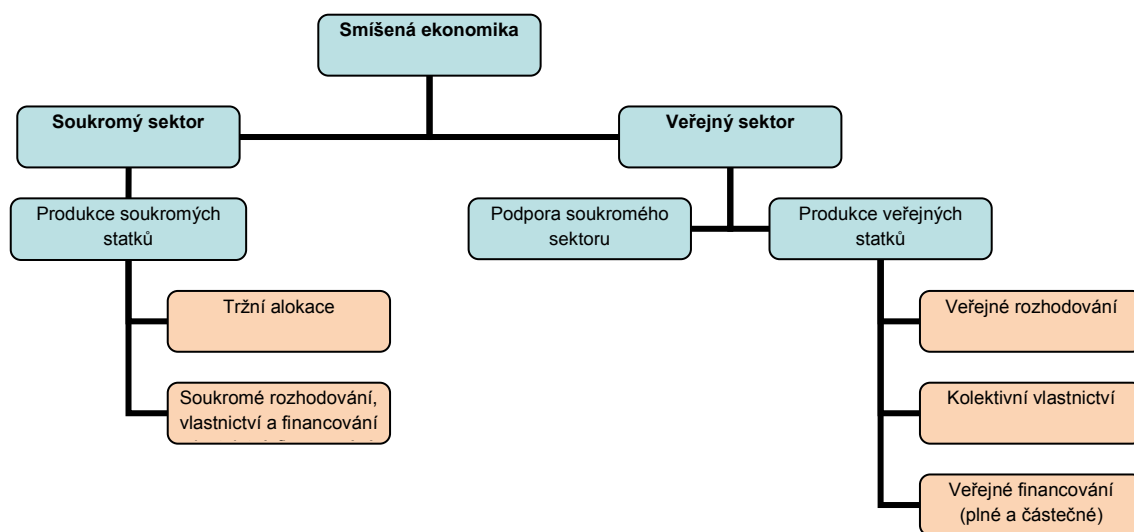 Smíšená ekonomika
Soukromý sektor
Veřejný sektor
Produkce soukromých
statků
Podpora soukromého
sektoru
Produkce veřejných
statků
Tržní alokace
Veřejné rozhodování
Soukromé rozhodování,
vlastnictví a financování
Kolektivní vlastnictví
Veřejné financování
(plné a částečné)